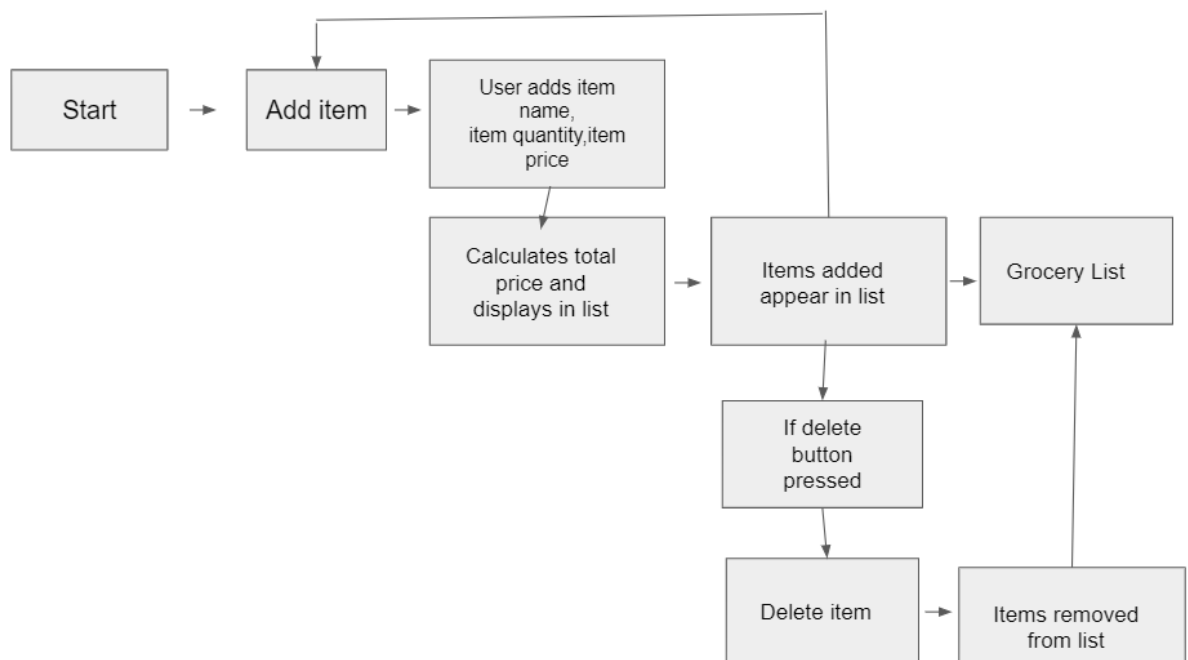 Start
Add item
User adds item
name,
item quantity,item
price
Calculates total
price and
displays in list
Items added
appear in list
Grocery List
If delete
button
pressed
Delete item
Items removed
from list